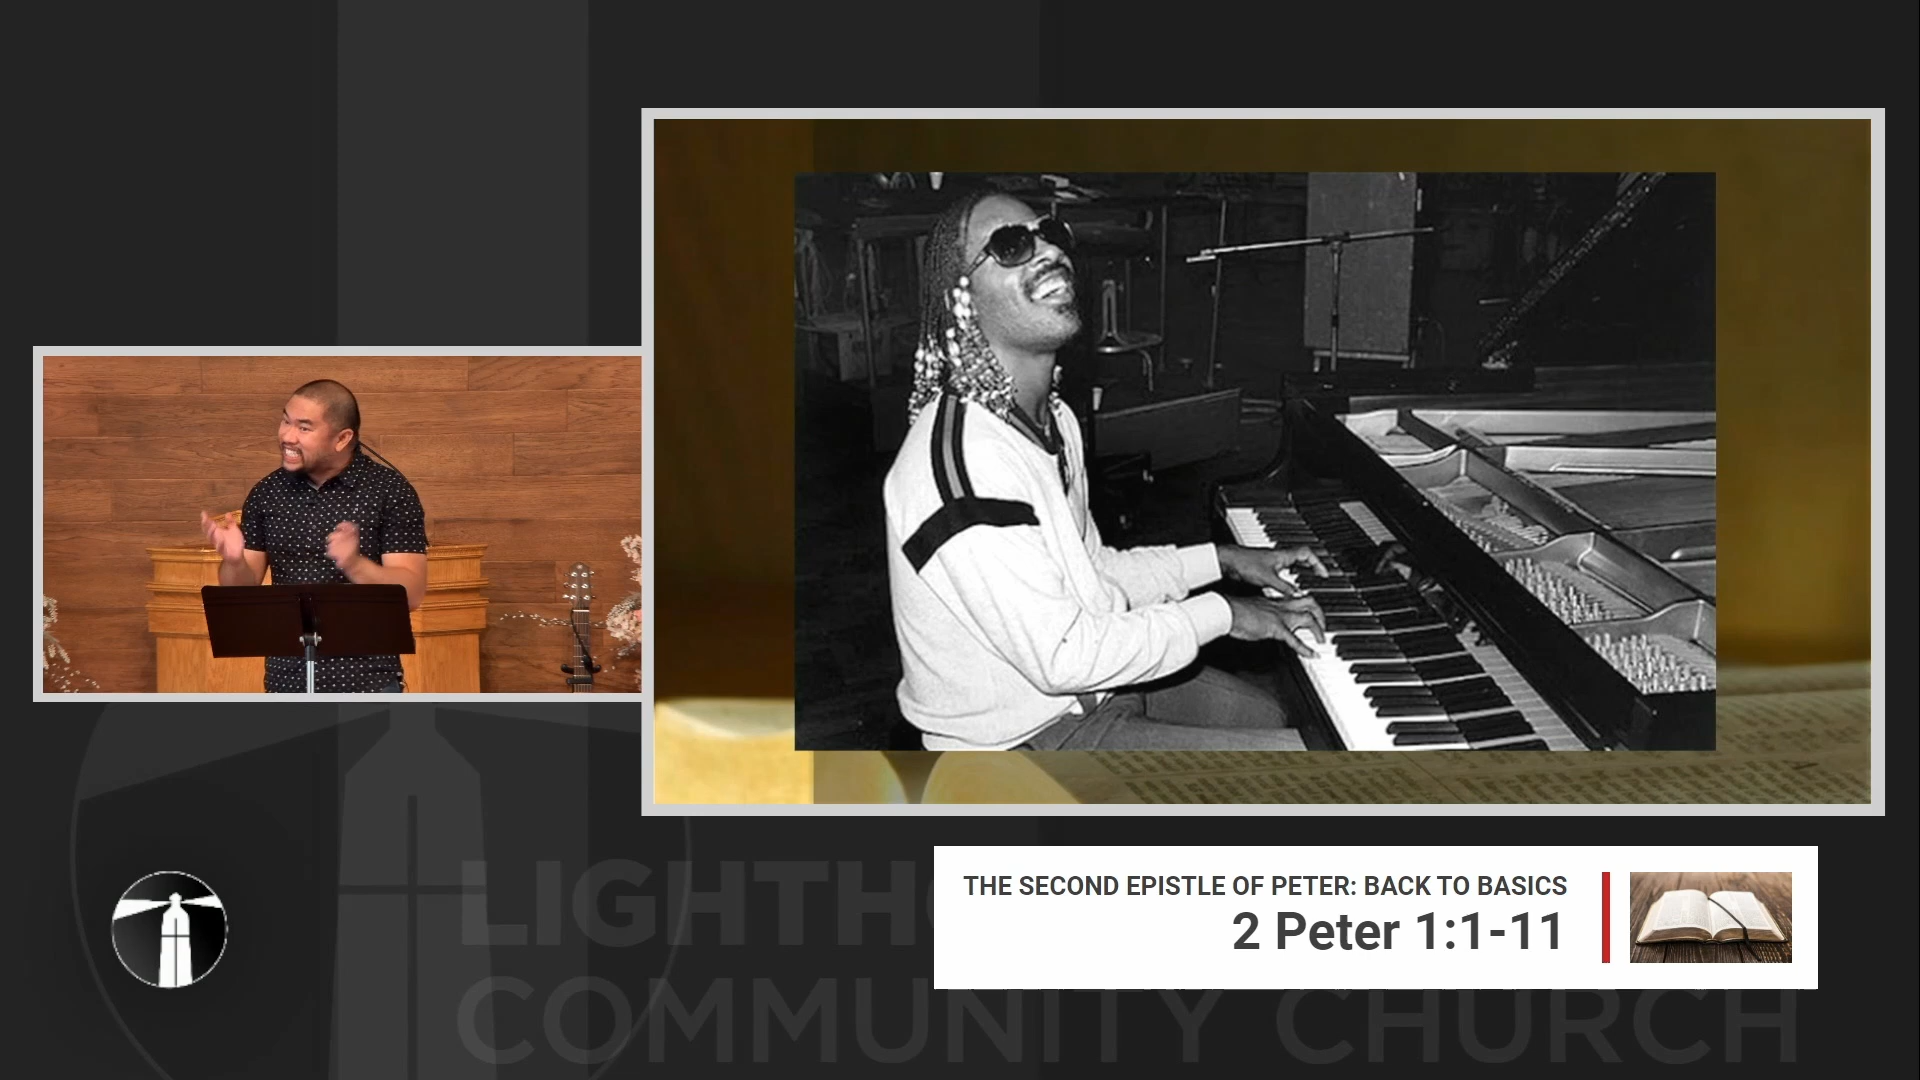 THE SECOND EPISTLE OF PETER: BACK TO BASICS
2 Peter 1:1-11
LIGHTH
COMMUNITY CHURCH